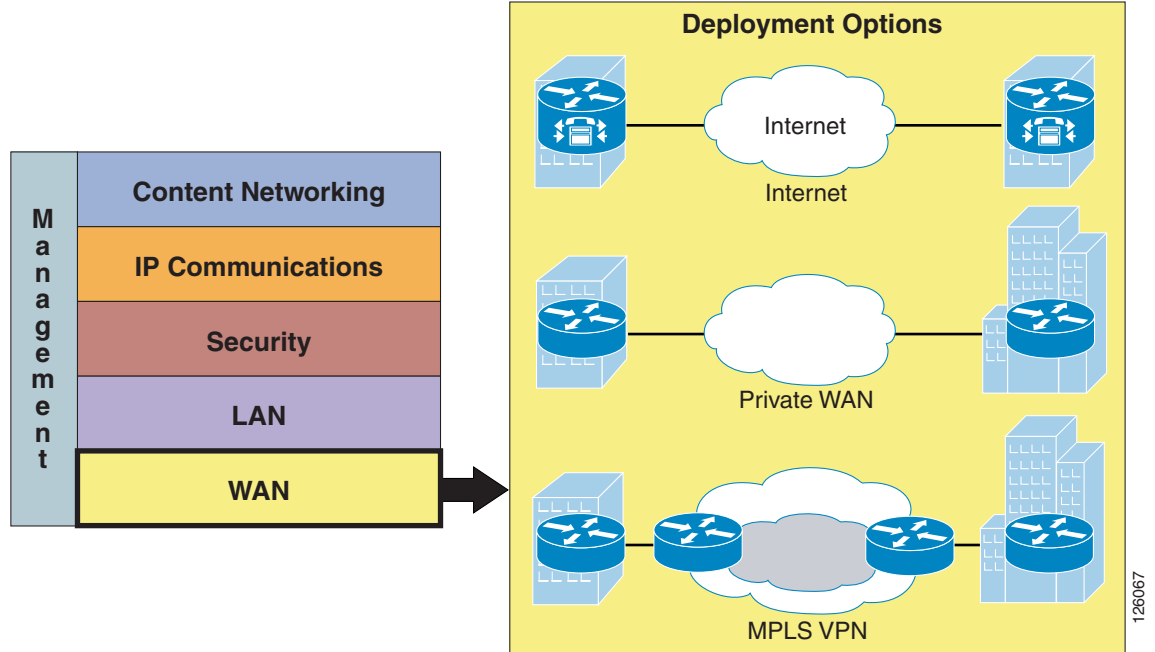 Deployment Options
Internet
Internet
Management
Content Networking
IP Communications
Security
LAN
WAN
Private WAN
MPLS VPN
126067